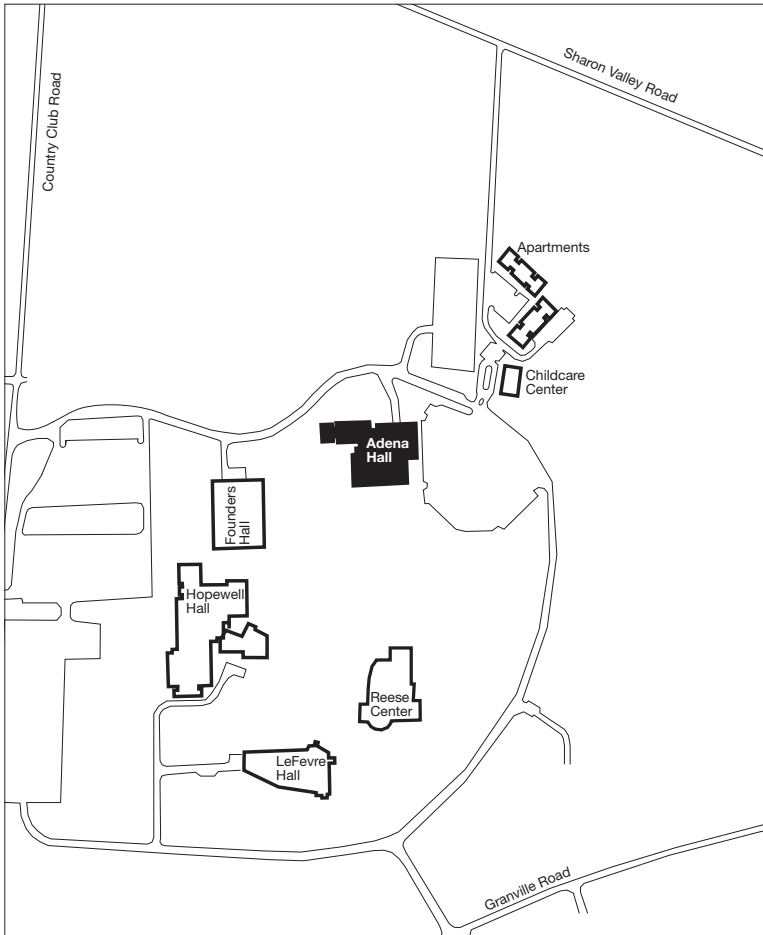 Sharon Valley Road
Country Club Road
Apartments
Childcare
Center
Adena
Hall
Founders
Hall
Hopewell
Hall
Reese
Center
LeFevre
Hall
Granville Road